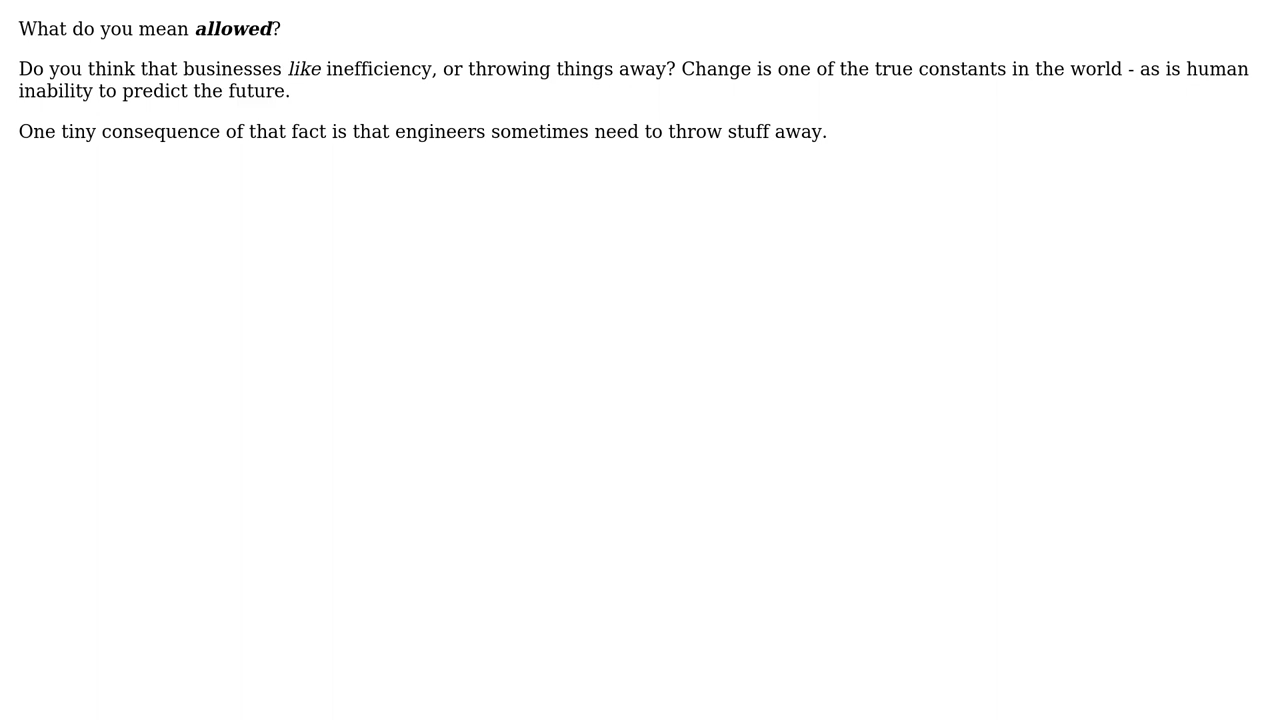 What do you mean allowed?
Do you think that businesses like inefficiency, or throwing things away? Change is one of the true constants in the world - as is human
inability to predict the future.
One tiny consequence of that fact is that engineers sometimes need to throw stuff away.